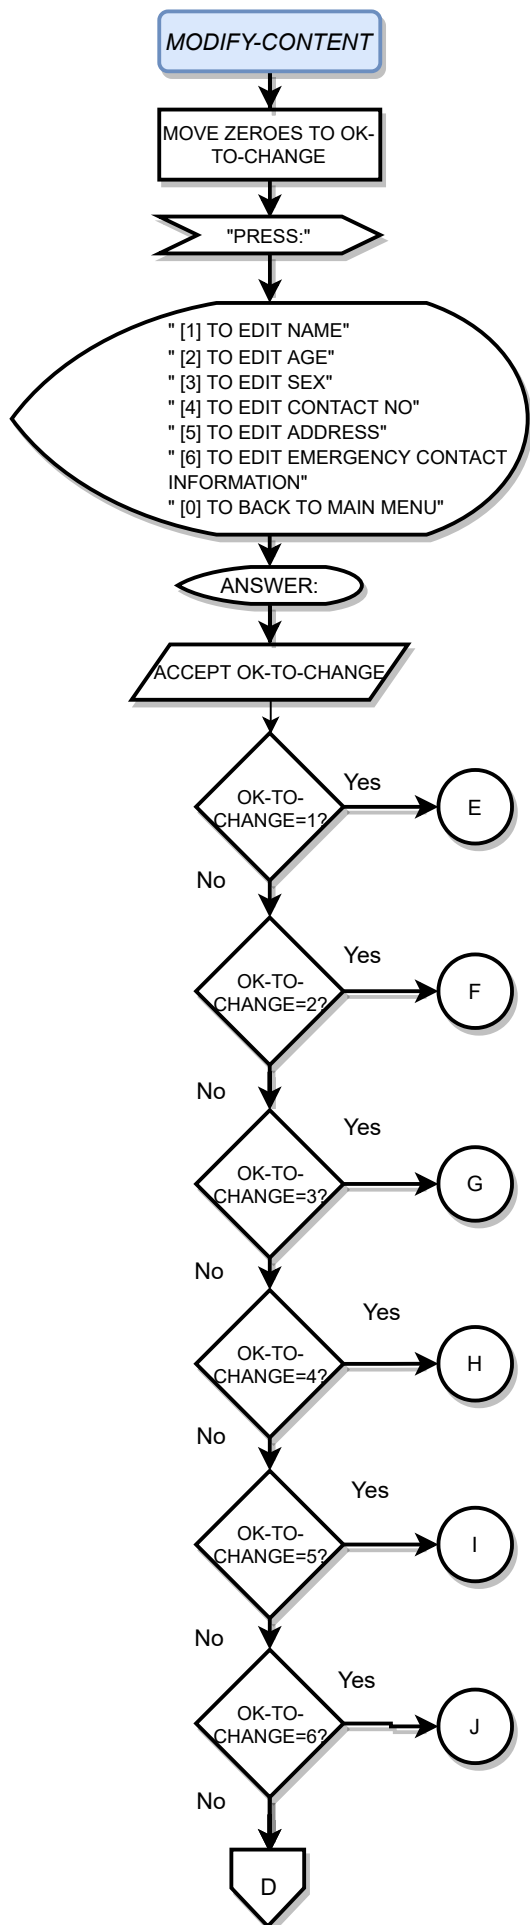 MODIFY-CONTENT
MOVE ZEROES TO OK-
TO-CHANGE
"PRESS:"
" [1] TO EDIT NAME"
" [2] TO EDIT AGE"
" [3] TO EDIT SEX"
" [4] TO EDIT CONTACT NO"
" [5] TO EDIT ADDRESS"
" [6] TO EDIT EMERGENCY CONTACT
INFORMATION"
" [0] TO BACK TO MAIN MENU"
ANSWER:
ACCEPT OK-TO-CHANGE
OK-TO-
CHANGE=1?
Yes
E
No
OK-TO-
CHANGE=2?
Yes
F
No
OK-TO-
CHANGE=3?
Yes
G
No
OK-TO-
CHANGE=4?
Yes
H
No
OK-TO-
CHANGE=5?
Yes
I
No
OK-TO-
CHANGE=6?
Yes
J
No
D